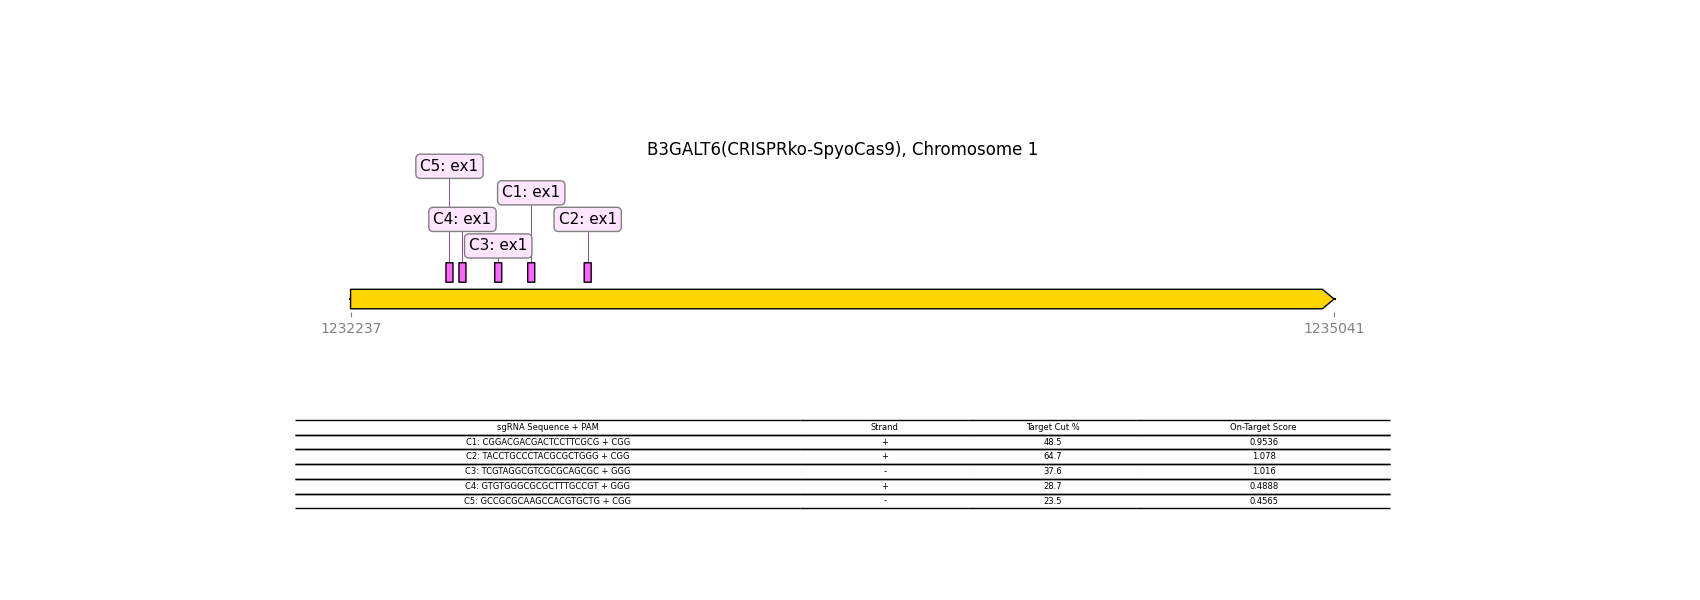 B3GALT6(CRISPRko-SpyoCas9), Chromosome 1
C5: ex1
C1: ex1
C4: ex1
C2: ex1
C3: ex1
1232237 1235041
sgRNA Sequence + PAM Strand Target Cut % On-Target Score
C1: CGGACGACGACTCCTTCGCG + CGG + 48.5 0.9536
C2: TACCTGCCCTACGCGCTGGG + CGG + 64.7 1.078
C3: TCGTAGGCGTCGCGCAGCGC + GGG - 37.6 1.016
C4: GTGTGGGCGCGCTTTGCCGT + GGG + 28.7 0.4888
C5: GCCGCGCAAGCCACGTGCTG + CGG - 23.5 0.4565